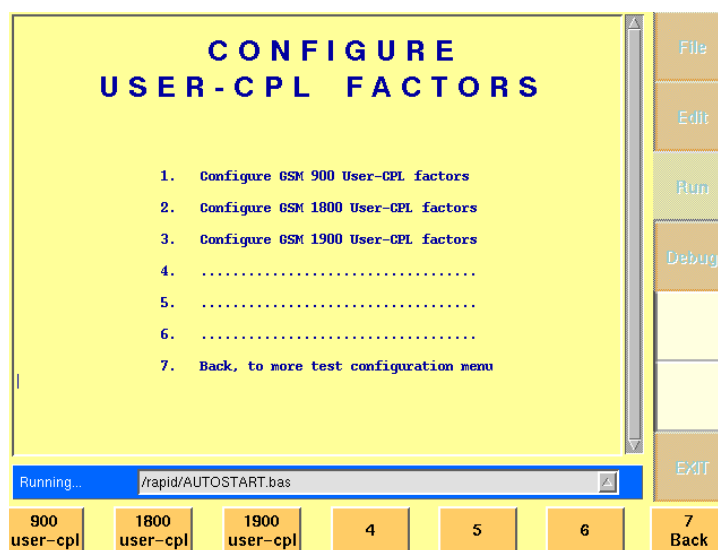 CONFIGURE
USER-CPL FACTORS
1. Configure GSM 900 User-CPL factors
2. Configure GSM 1800 User-CPL factors
3. Configure GSM 1900 User-CPL factors
4. ...................................
5. ...................................
6. ...................................
7. Back, to more test configuration menu
File
Edit
Run
Debug
EXIT
Running... /rapid/AUTOSTART.bas
900
user-cpl
1800
user-cpl
1900
user-cpl
4
5
6
7
Back